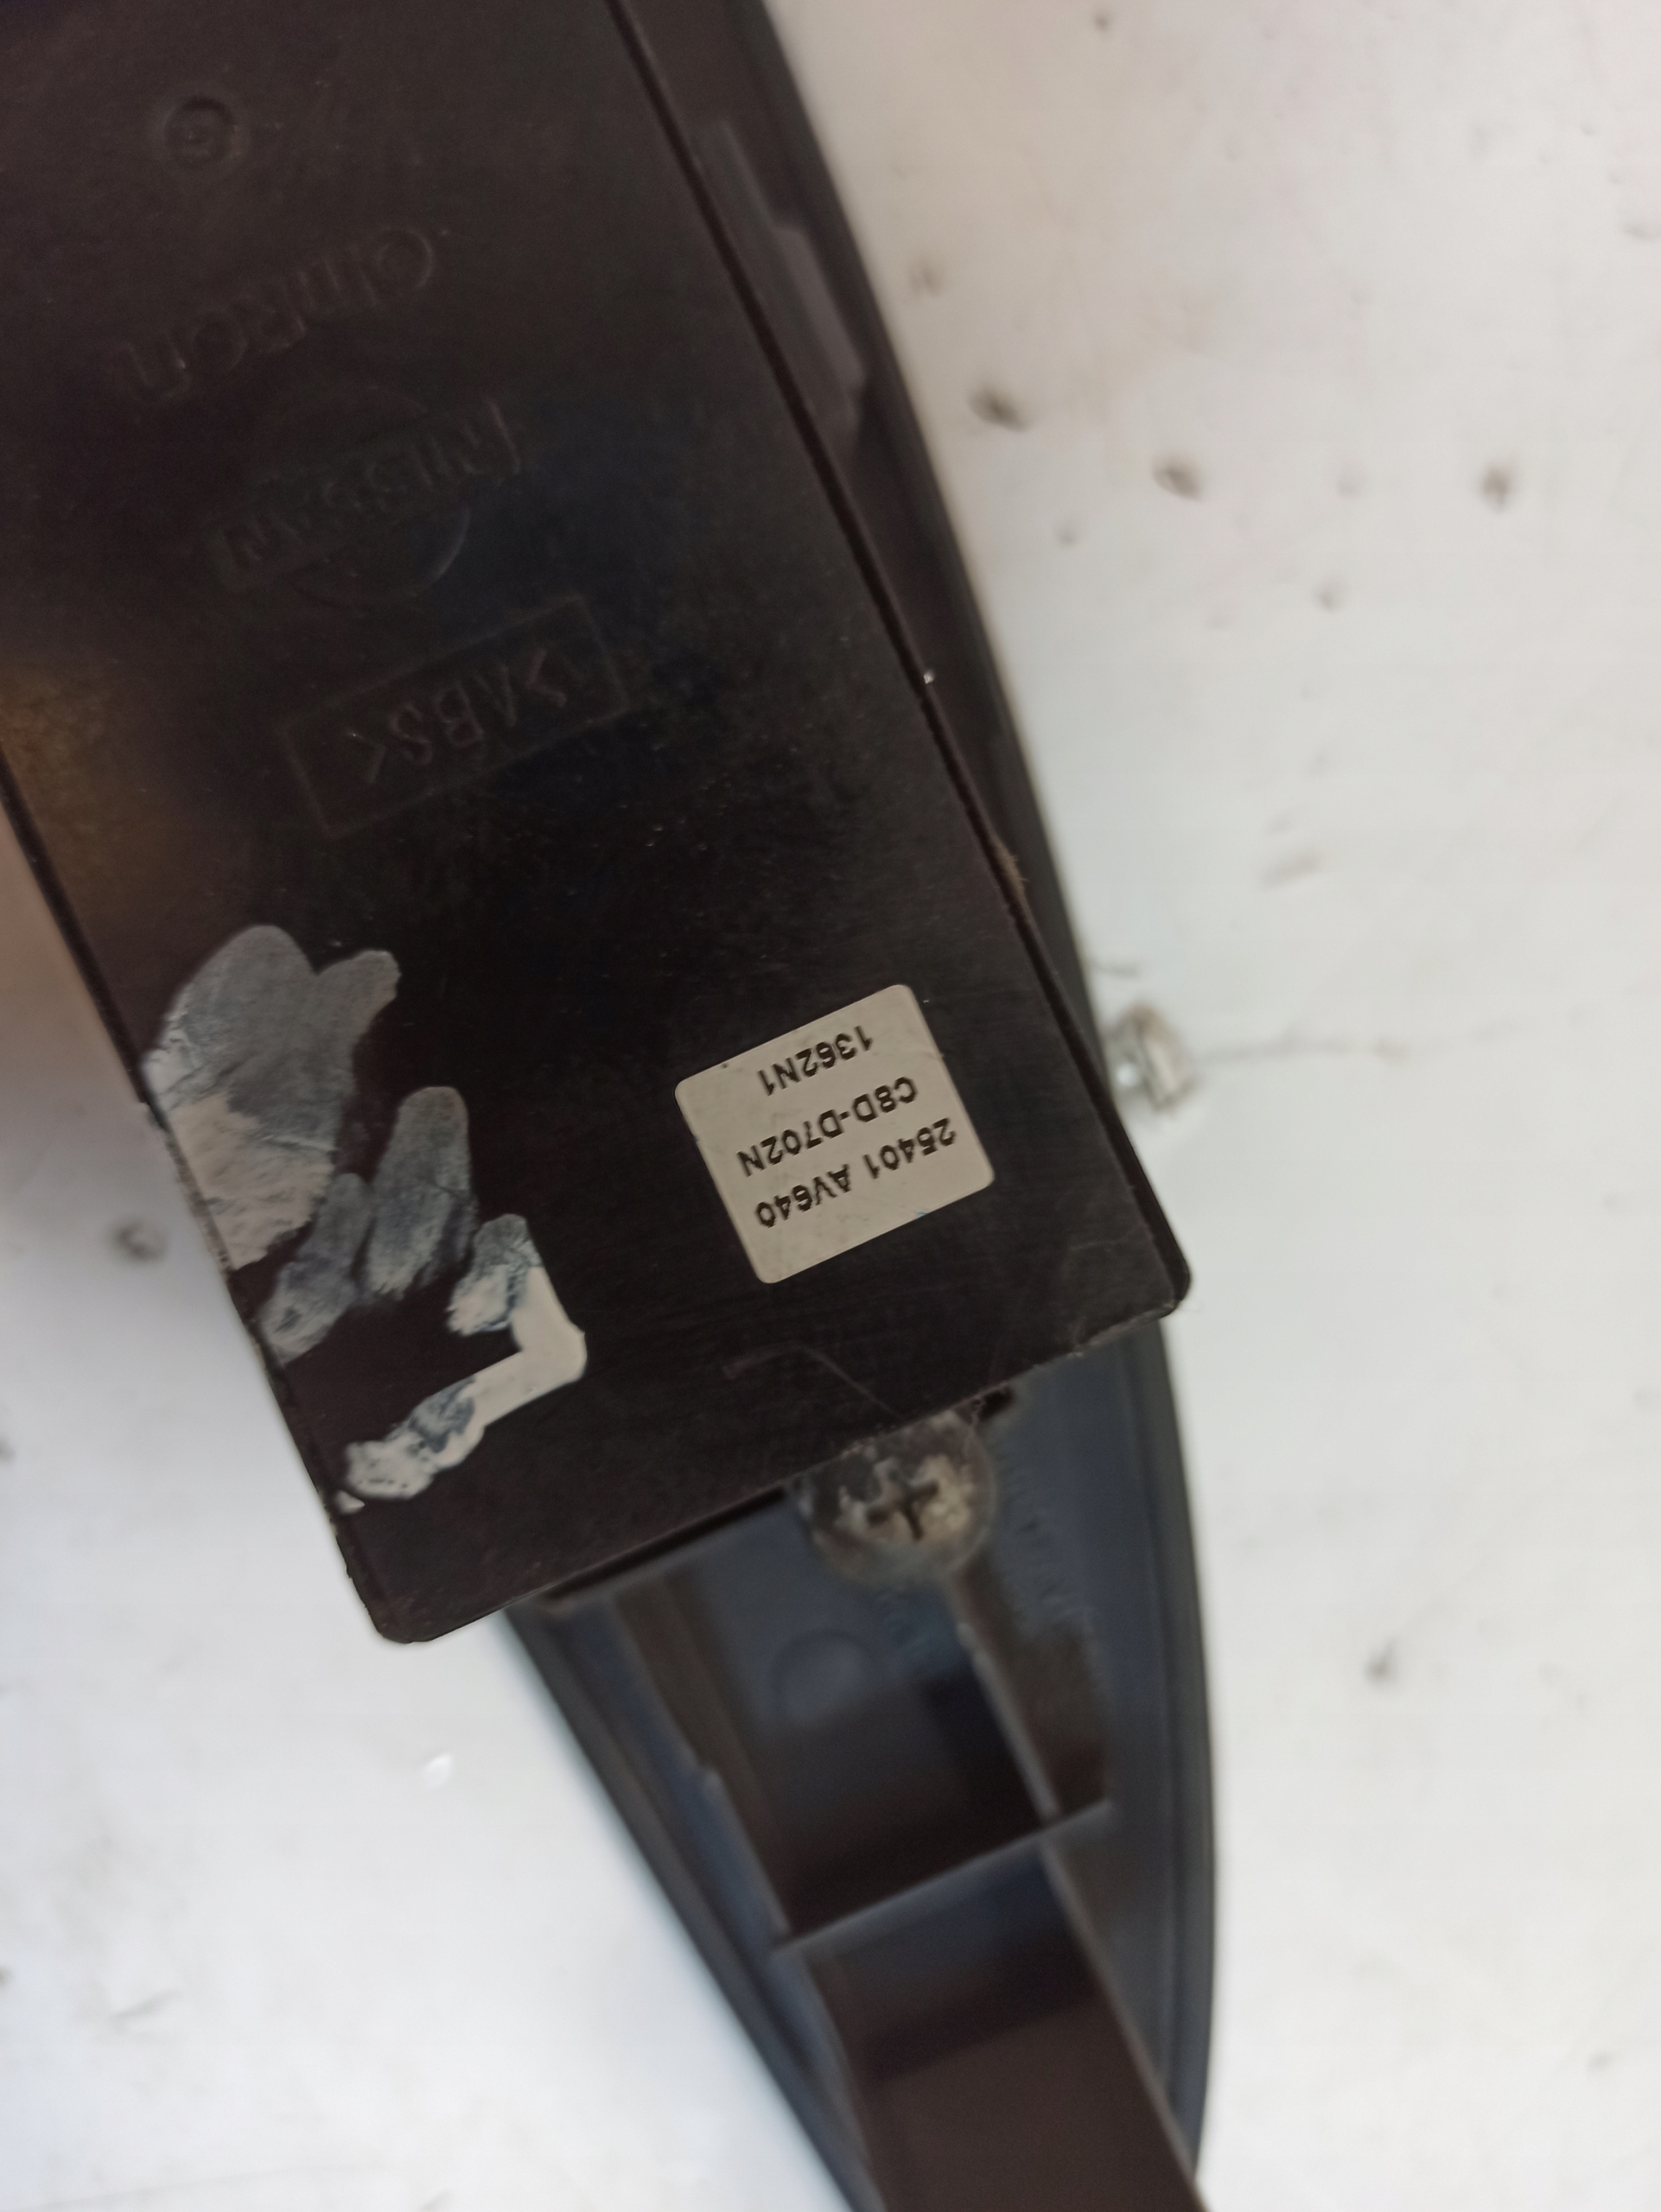 25401 AV640
C8D-D702N
1362N1
>ABS<
NISSAN
OMRON
G